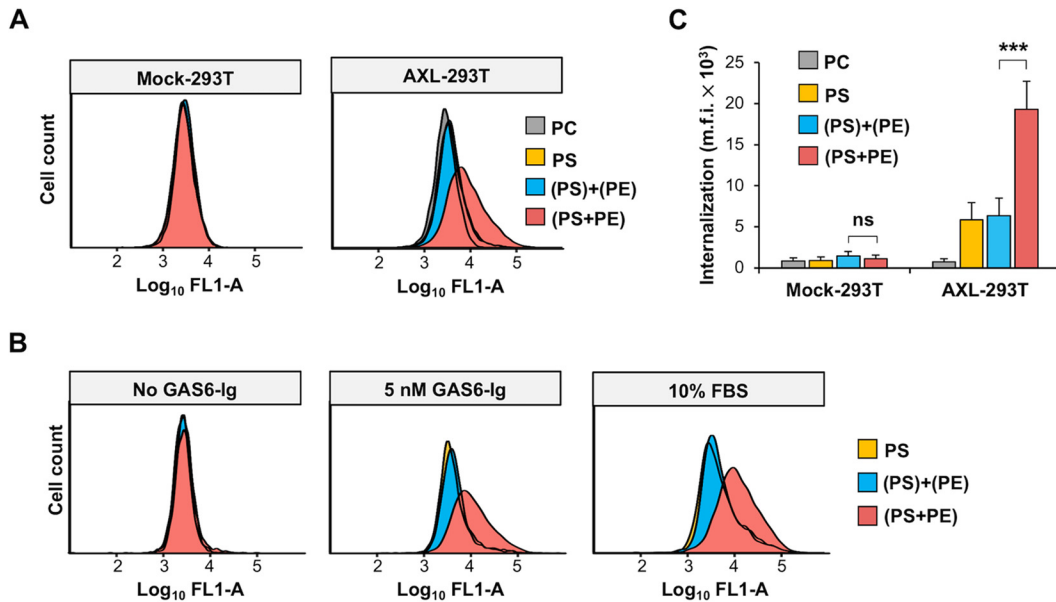 A
Mock-293T
AXL-293T
Cell count
2 3 4 5
2 3 4 5
Log₁₀ FL1-A
Log₁₀ FL1-A
PC
PS
(PS)+(PE)
(PS+PE)
C
Internalization (m.f.i. × 10³)
25
20
15
10
5
0
PC
PS
(PS)+(PE)
(PS+PE)
ns
***
Mock-293T
AXL-293T
B
No GAS6-Ig
5 nM GAS6-Ig
10% FBS
Cell count
2 3 4 5
2 3 4 5
2 3 4 5
Log₁₀ FL1-A
Log₁₀ FL1-A
Log₁₀ FL1-A
PS
(PS)+(PE)
(PS+PE)